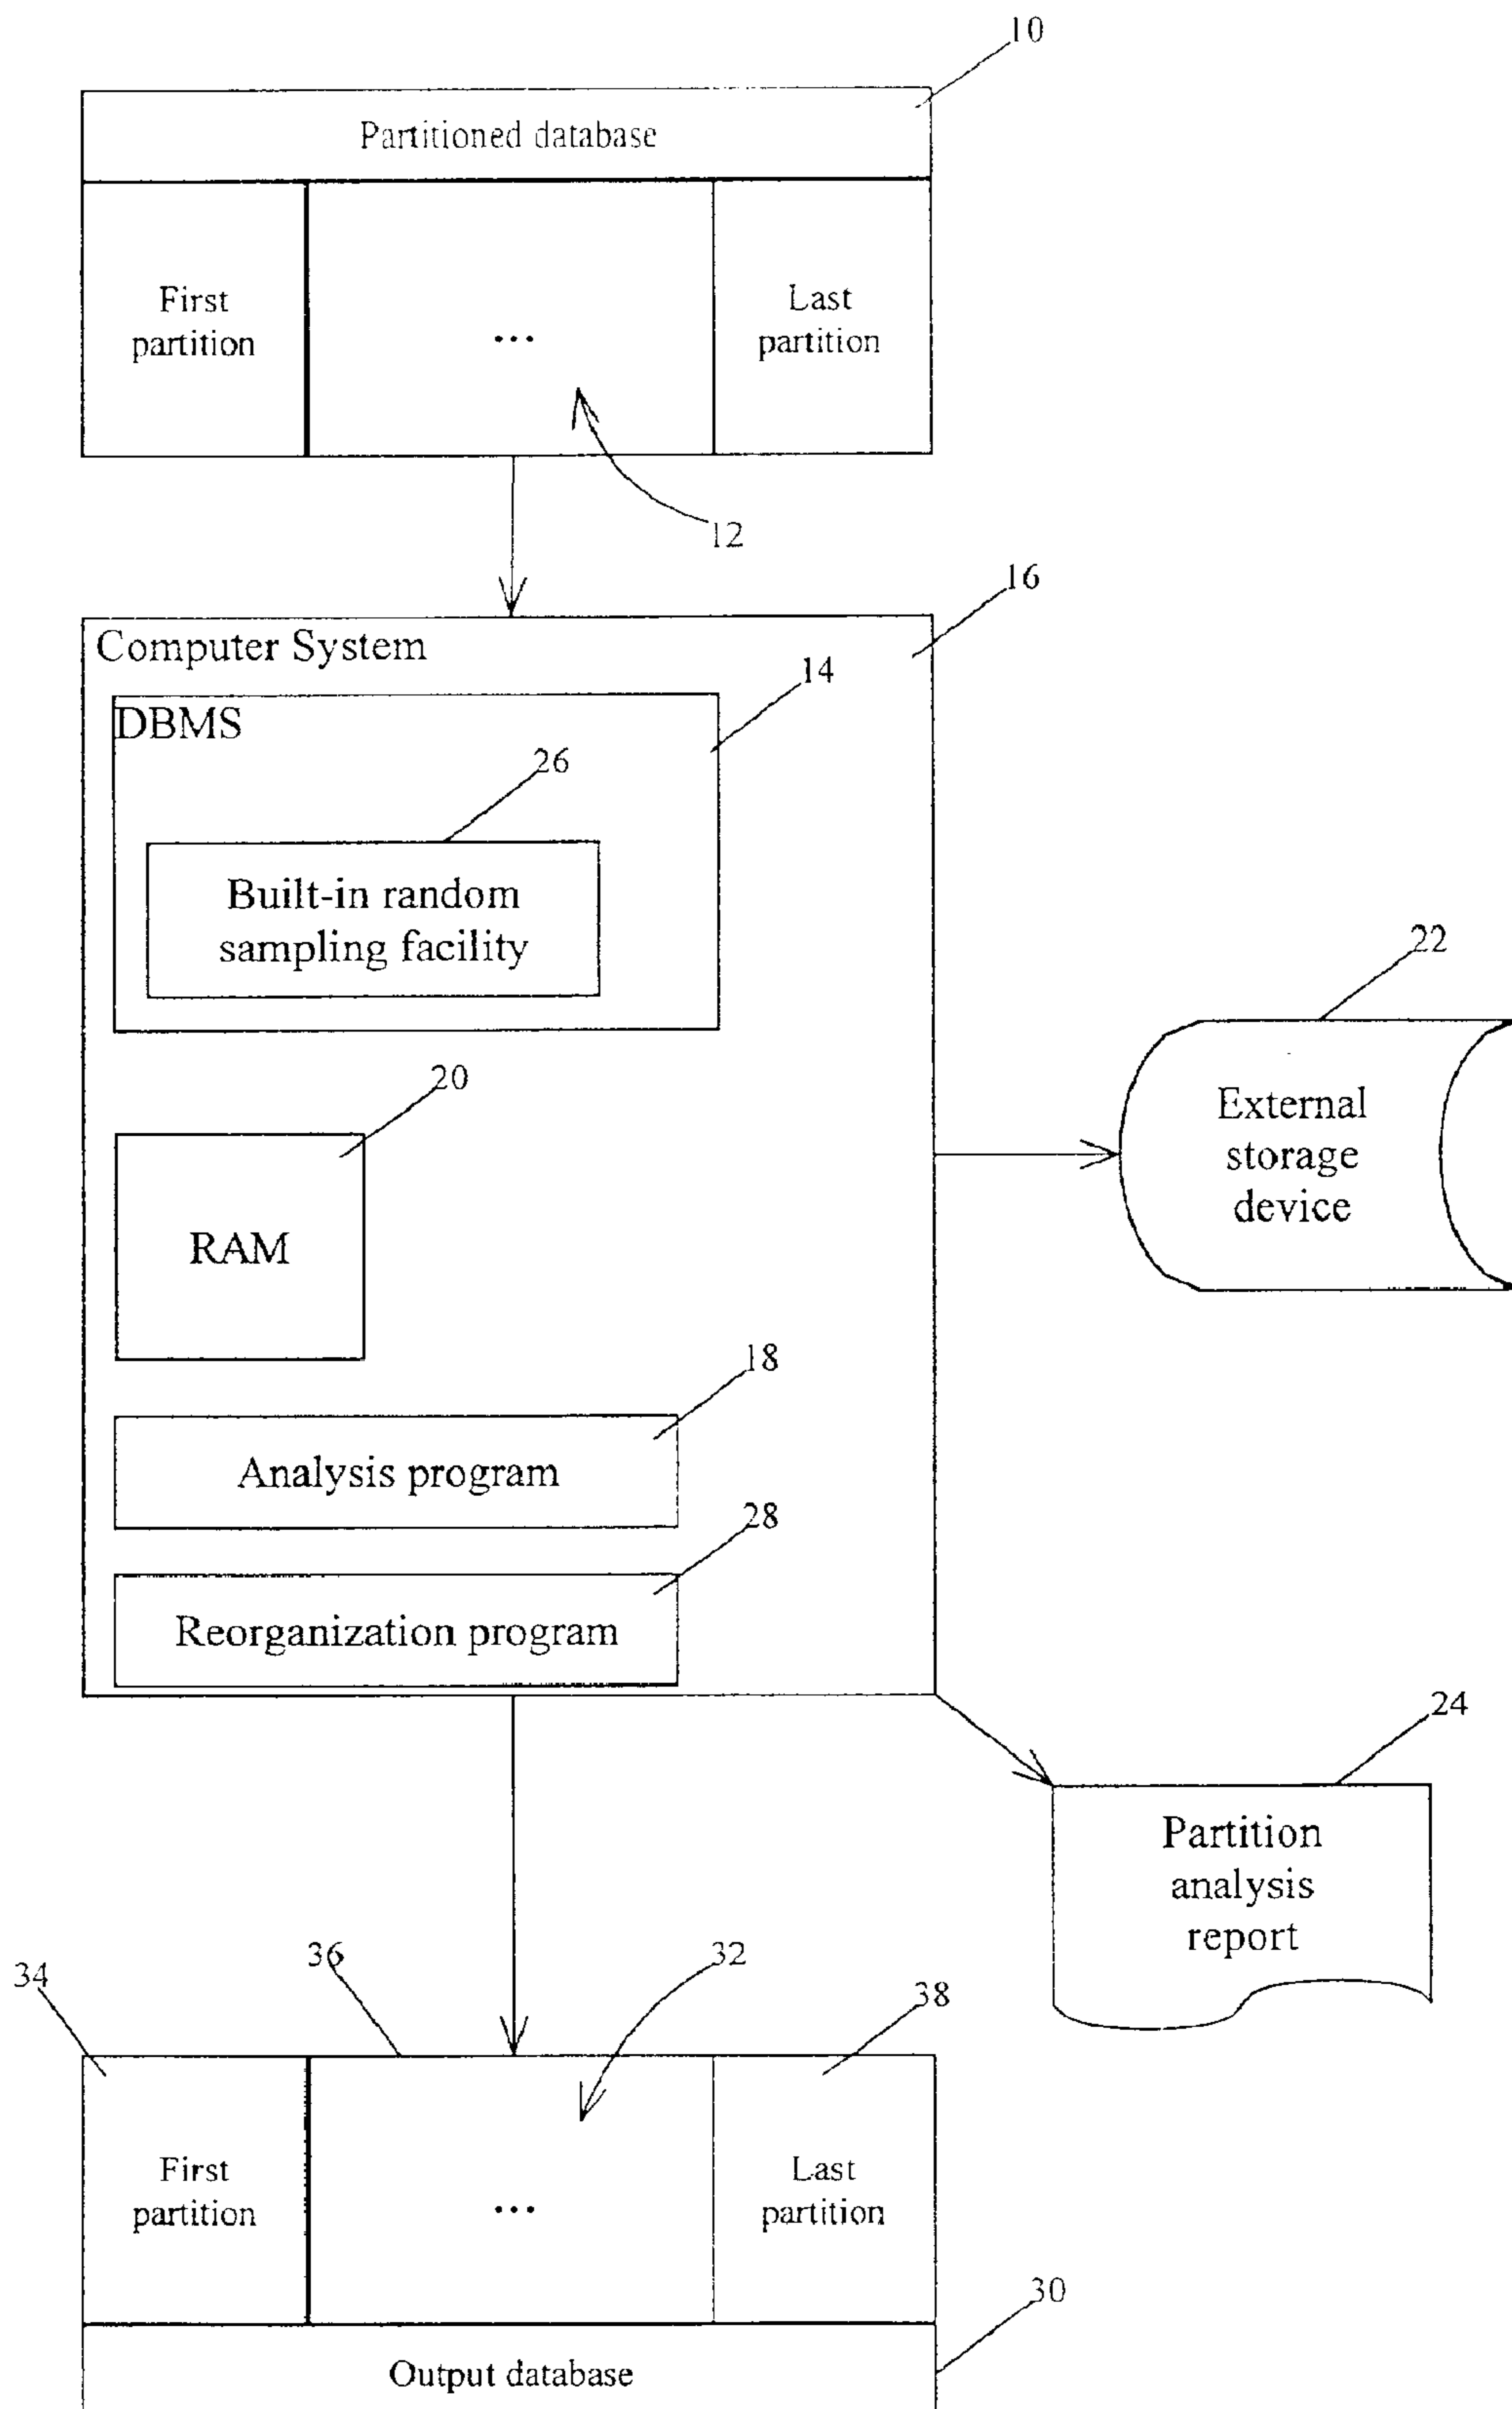 10
Partitioned database
First
partition
...
Last
partition
12
16
Computer System
14
DBMS
26
Built-in random
sampling facility
22
External
storage
device
20
RAM
18
Analysis program
28
Reorganization program
24
Partition
analysis
report
34
36
32
38
First
partition
...
Last
partition
30
Output database